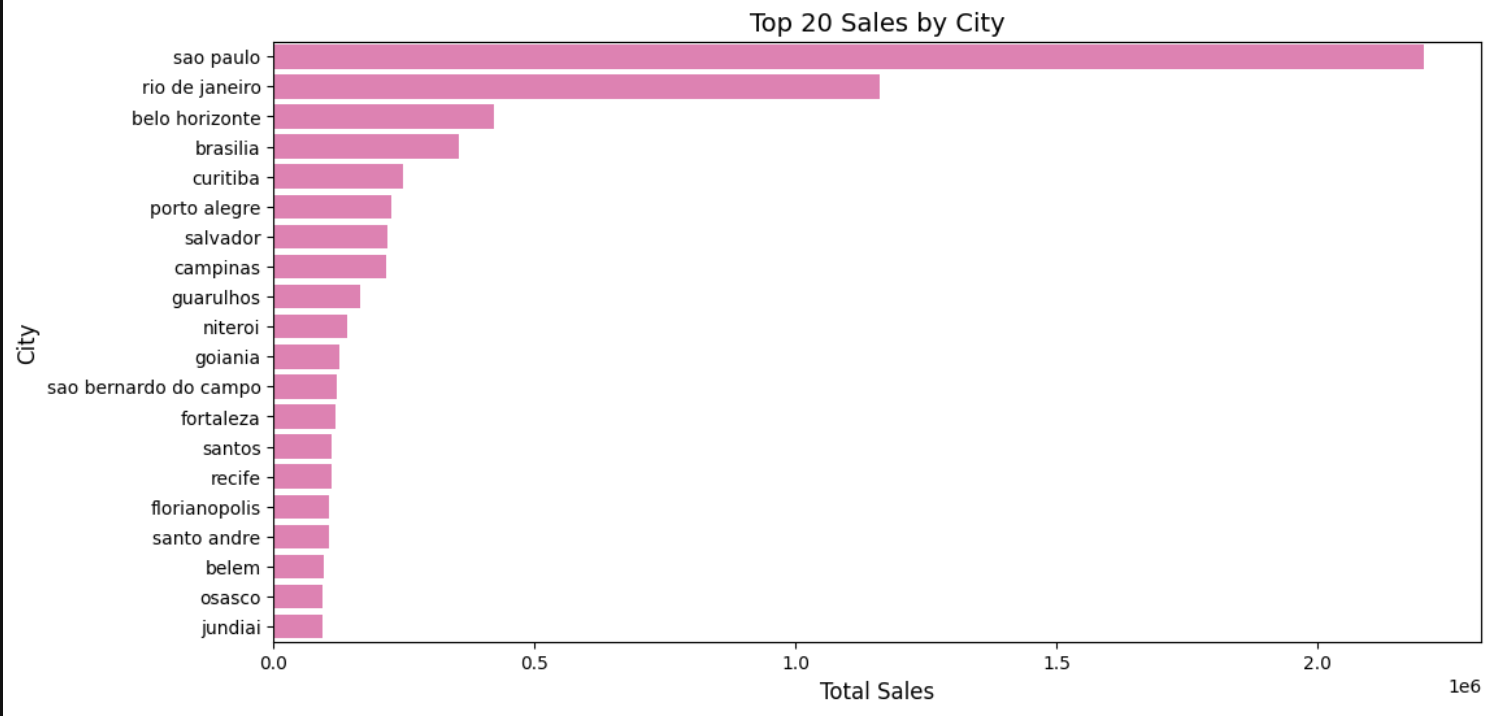 Top 20 Sales by City
City
sao paulo
rio de janeiro
belo horizonte
brasilia
curitiba
porto alegre
salvador
campinas
guarulhos
niteroi
goiania
sao bernardo do campo
fortaleza
santos
recife
florianopolis
santo andre
belem
osasco
jundiai
0.0 0.5 1.0 1.5 2.0
1e6
Total Sales